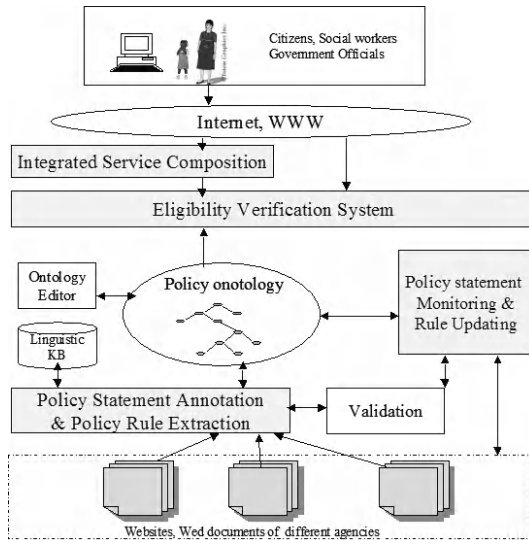 Citizens, Social workers
Government Officials
Internet, WWW
Integrated Service Composition
Eligibility Verification System
Ontology
Editor
Policy onotology
Policy statement
Monitoring &
Rule Updating
Linguistic
KB
Policy Statement Annotation
& Policy Rule Extraction
Validation
Websites, Wed documents of different agencies